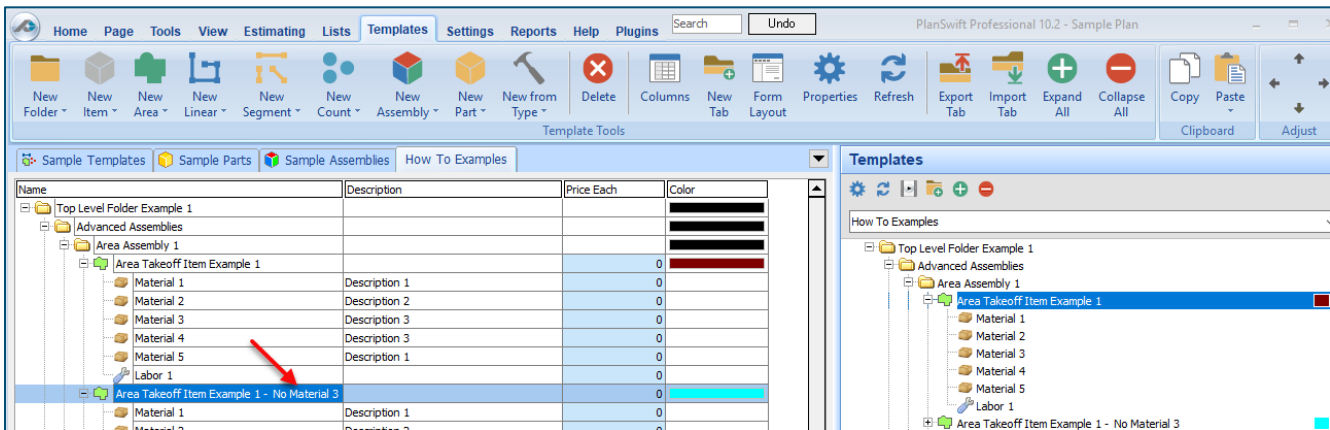 Home Page Tools View Estimating Lists Templates Settings Reports Help Plugins Search Undo PlanSwift Professional 10.2 - Sample Plan
New Folder
New Item
New Area
New Linear
New Segment
New Count
New Assembly
New Part
New from Type
Delete
Columns
New Tab
Form Layout
Properties
Refresh
Export Tab
Import Tab
Expand All
Collapse All
Copy
Paste
Template Tools Clipboard Adjust
Sample Templates Sample Parts Sample Assemblies How To Examples
Name Description Price Each Color
Top Level Folder Example 1
Advanced Assemblies
Area Assembly 1
Area Takeoff Item Example 1 0
Material 1 Description 1 0
Material 2 Description 2 0
Material 3 Description 3 0
Material 4 Description 3 0
Material 5 Description 1 0
Labor 1 0
Area Takeoff Item Example 1 - No Material 3 0
Material 1 Description 1 0
Material 2 Description 2 0
Templates
How To Examples
Top Level Folder Example 1
Advanced Assemblies
Area Assembly 1
Area Takeoff Item Example 1
Material 1
Material 2
Material 3
Material 4
Material 5
Labor 1
Area Takeoff Item Example 1 - No Material 3